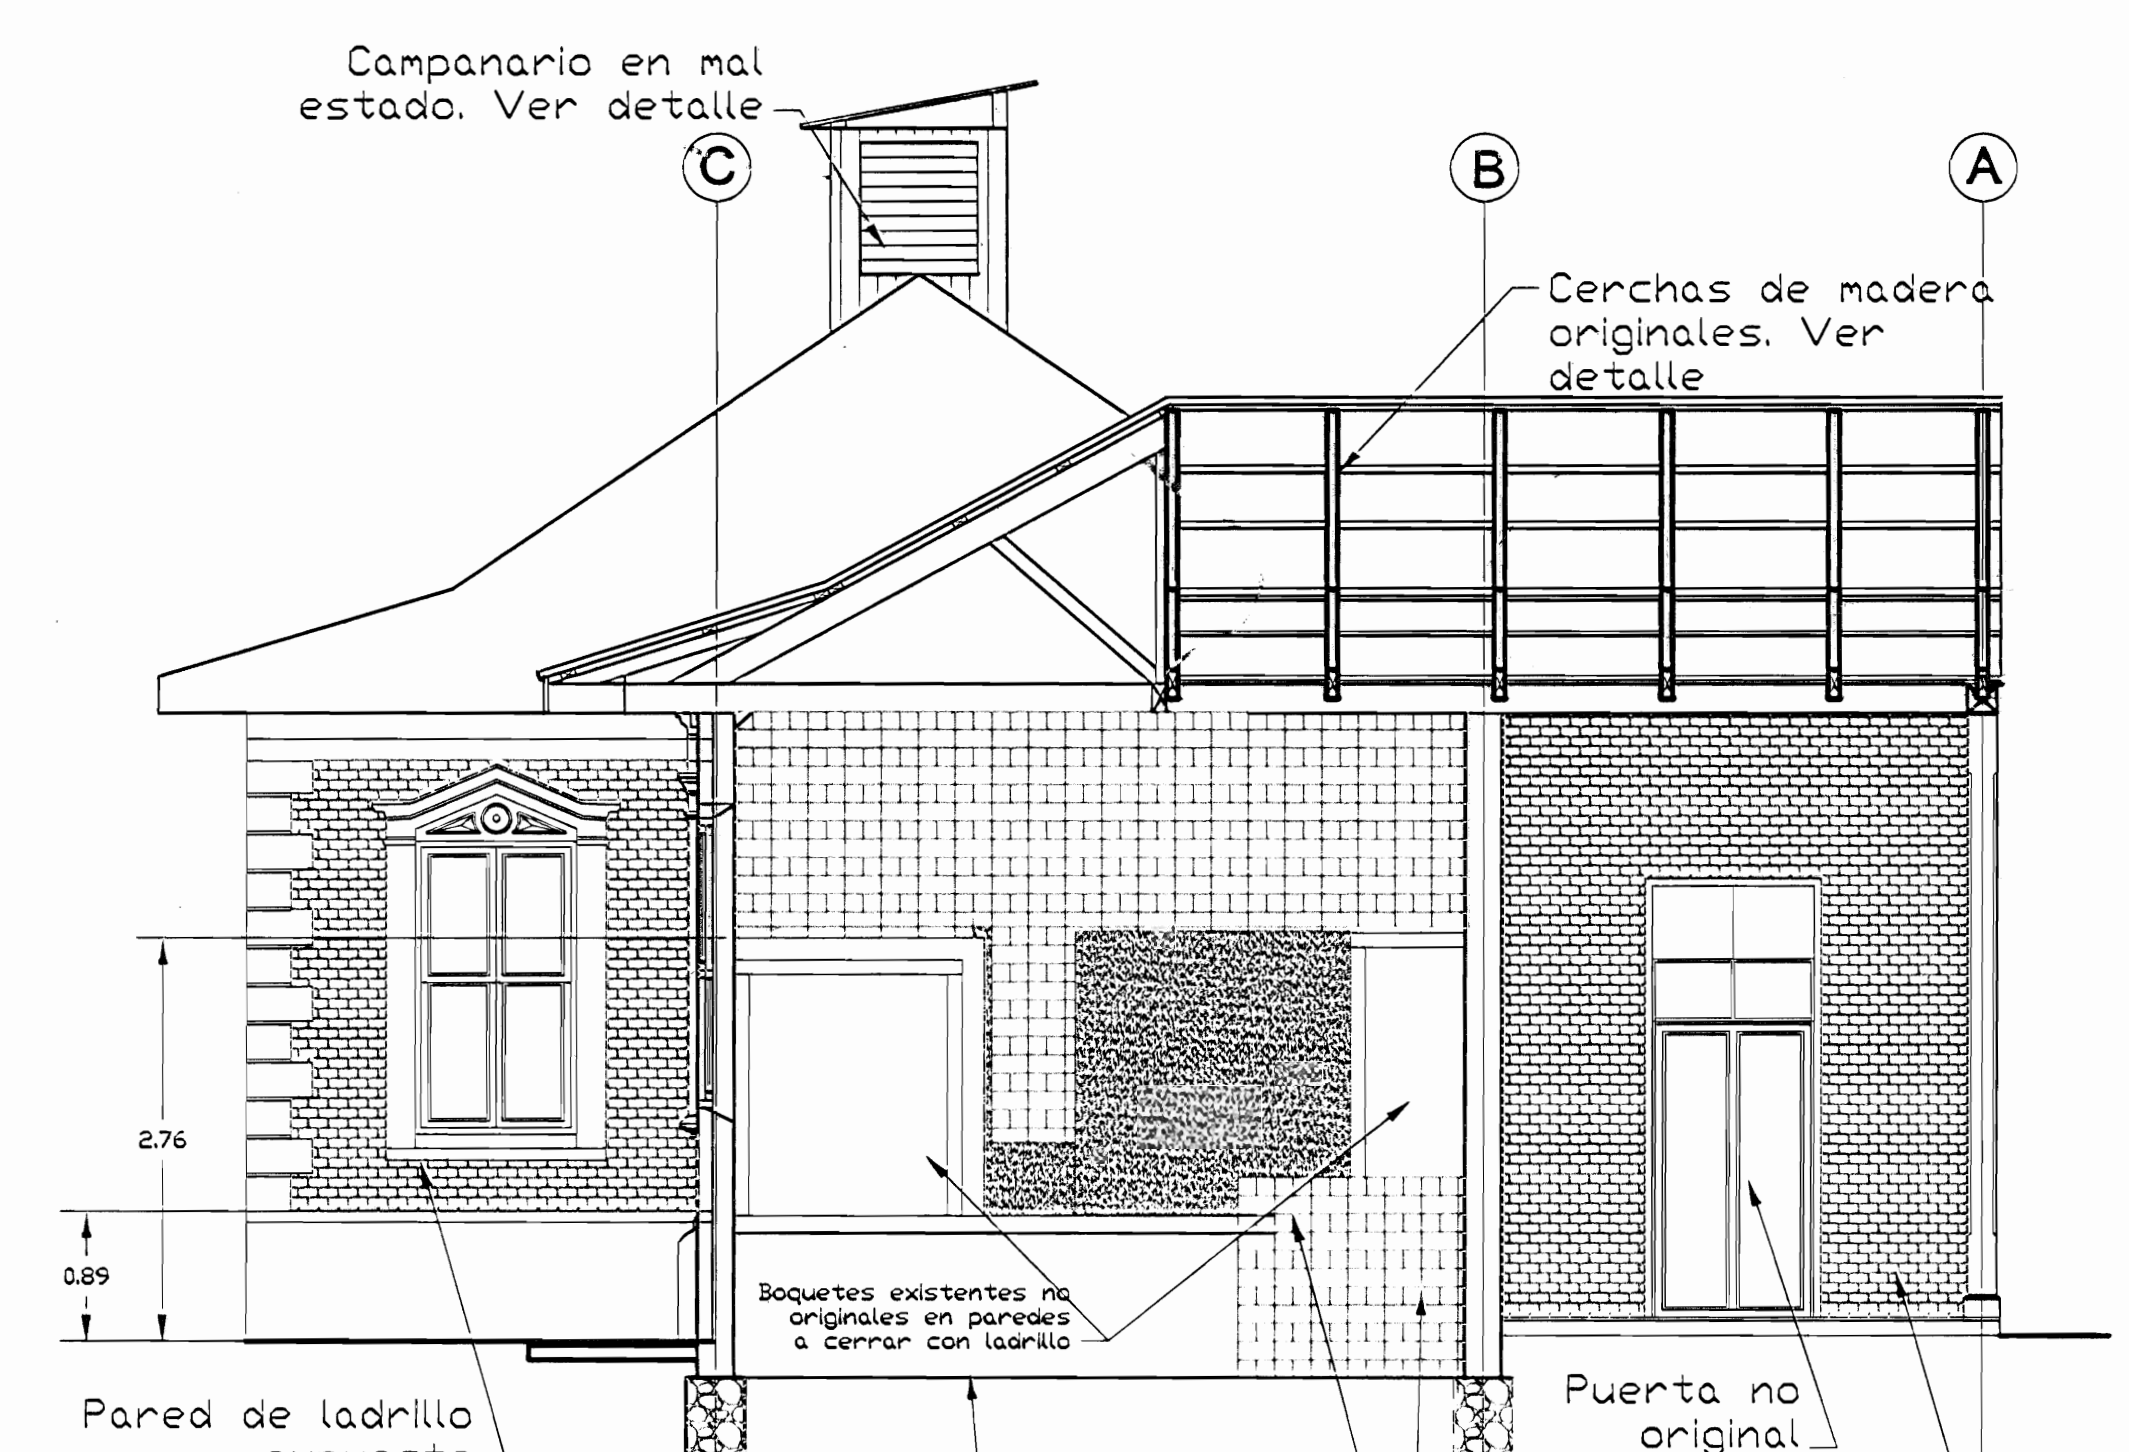 Campanario en mal
estado. Ver detalle
C
B
A
Cerchas de madera
originales. Ver
detalle
2.76
0.89
Boquetes existentes no
originales en paredes
a cerrar con ladrillo
Pared de ladrillo
Puerta no
original